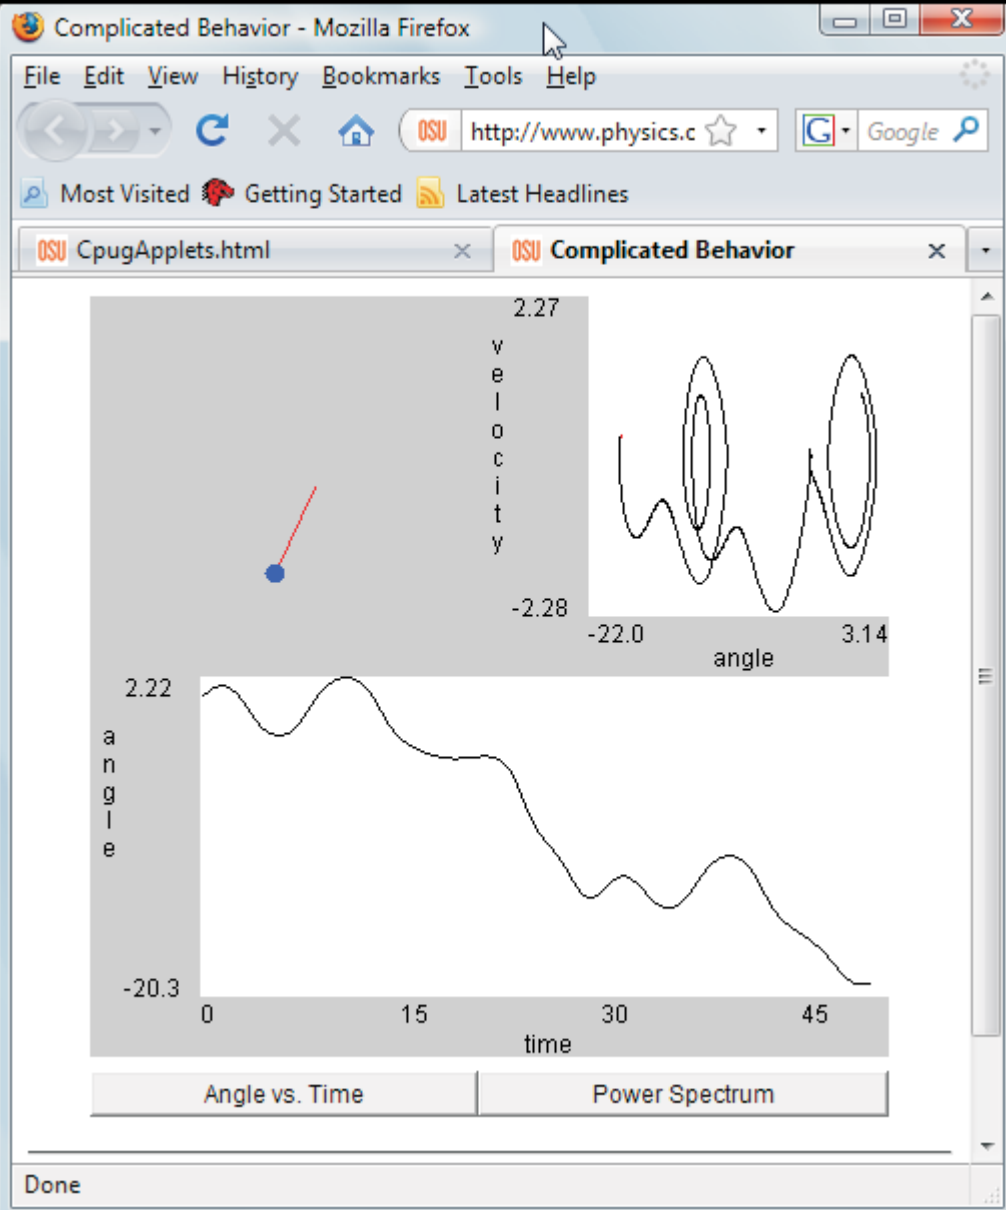 Complicated Behavior - Mozilla Firefox
File Edit View History Bookmarks Tools Help
OSU http://www.physics.c G Google
Most Visited Getting Started Latest Headlines
OSU CpugApplets.html OSU Complicated Behavior
2.27
velocity
-2.28
-22.0 3.14
angle
2.22
angle
-20.3
0 15 30 45
time
Angle vs. Time Power Spectrum
Done